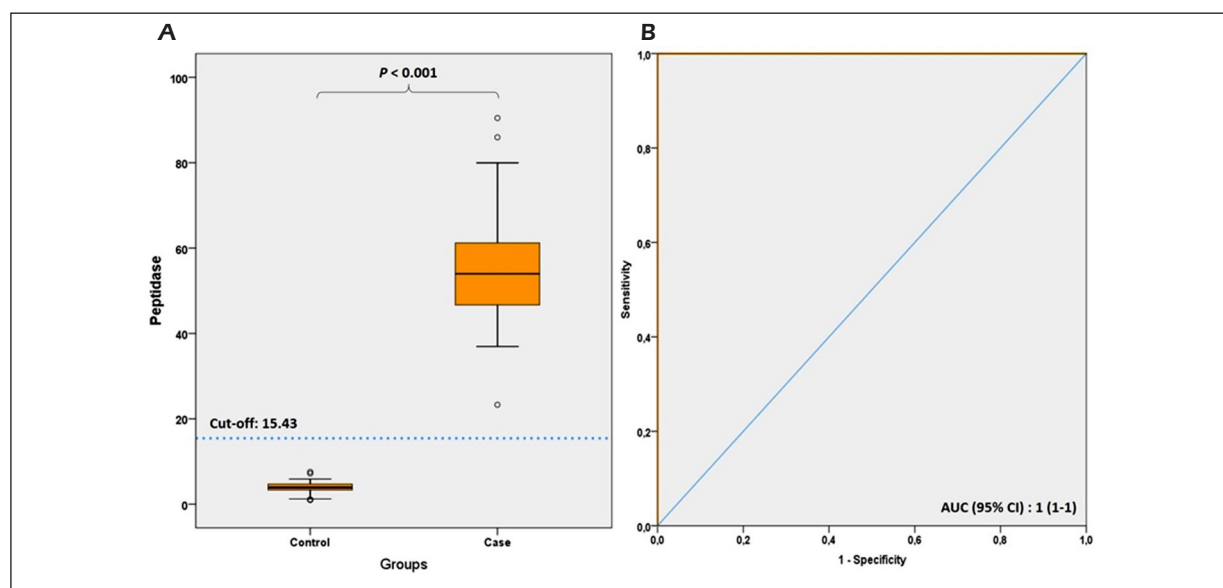 A
P < 0.001
100
80
60
40
20
0
Peptidase
Cut-off: 15.43
Control
Case
Groups
B
1,0
0,8
0,6
0,4
0,2
0,0
Sensitivity
AUC (95% CI) : 1 (1-1)
0,0
0,2
0,4
0,6
0,8
1,0
1 - Specificity